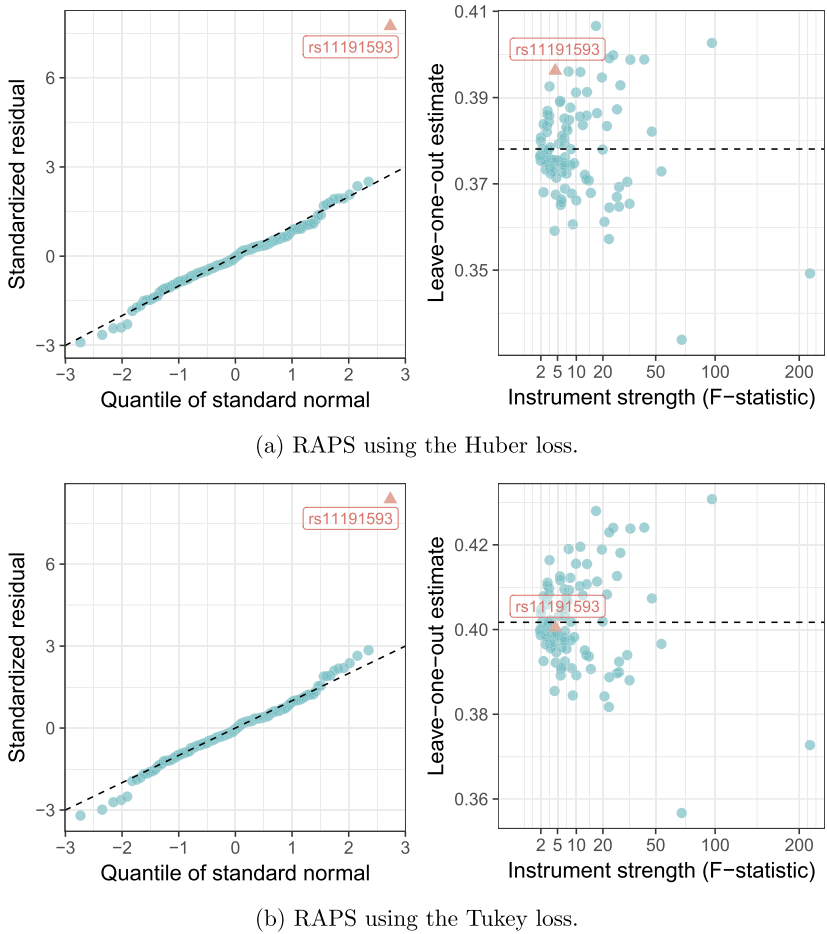 6
3
0
−3
−3 −2 −1 0 1 2 3
Standardized residual
Quantile of standard normal
rs11191593
0.41
0.39
0.37
0.35
2 5 10 20 50 100 200
Leave−one−out estimate
Instrument strength (F−statistic)
rs11191593
(a) RAPS using the Huber loss.
6
3
0
−3
−3 −2 −1 0 1 2 3
Standardized residual
Quantile of standard normal
rs11191593
0.42
0.40
0.38
0.36
2 5 10 20 50 100 200
Leave−one−out estimate
Instrument strength (F−statistic)
rs11191593
(b) RAPS using the Tukey loss.